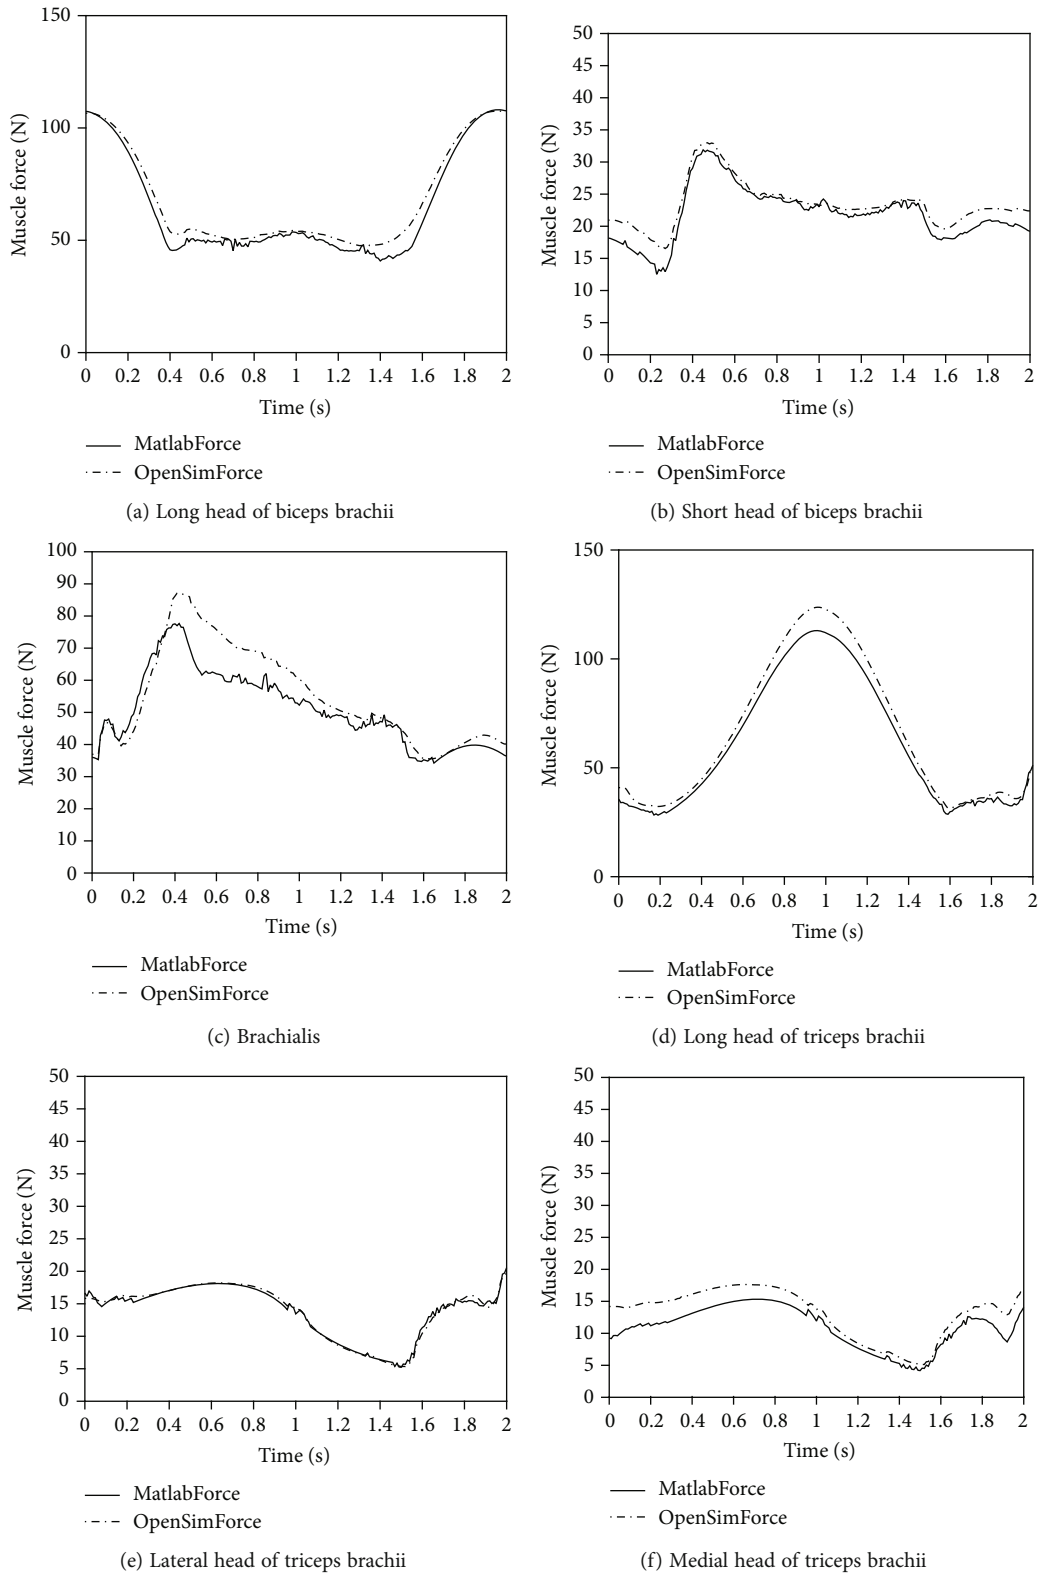 150
100
50
0
Muscle force (N)
0 0.2 0.4 0.6 0.8 1 1.2 1.4 1.6 1.8 2
Time (s)
MatlabForce
OpenSimForce
(a) Long head of biceps brachii
50
45
40
35
30
25
20
15
10
5
0
Muscle force (N)
0 0.2 0.4 0.6 0.8 1 1.2 1.4 1.6 1.8 2
Time (s)
MatlabForce
OpenSimForce
(b) Short head of biceps brachii
100
90
80
70
60
50
40
30
20
10
0
Muscle force (N)
0 0.2 0.4 0.6 0.8 1 1.2 1.4 1.6 1.8 2
Time (s)
MatlabForce
OpenSimForce
(c) Brachialis
150
100
50
0
Muscle force (N)
0 0.2 0.4 0.6 0.8 1 1.2 1.4 1.6 1.8 2
Time (s)
MatlabForce
OpenSimForce
(d) Long head of triceps brachii
50
45
40
35
30
25
20
15
10
5
0
Muscle force (N)
0 0.2 0.4 0.6 0.8 1 1.2 1.4 1.6 1.8 2
Time (s)
MatlabForce
OpenSimForce
(e) Lateral head of triceps brachii
50
45
40
35
30
25
20
15
10
5
0
Muscle force (N)
0 0.2 0.4 0.6 0.8 1 1.2 1.4 1.6 1.8 2
Time (s)
MatlabForce
OpenSimForce
(f) Medial head of triceps brachii